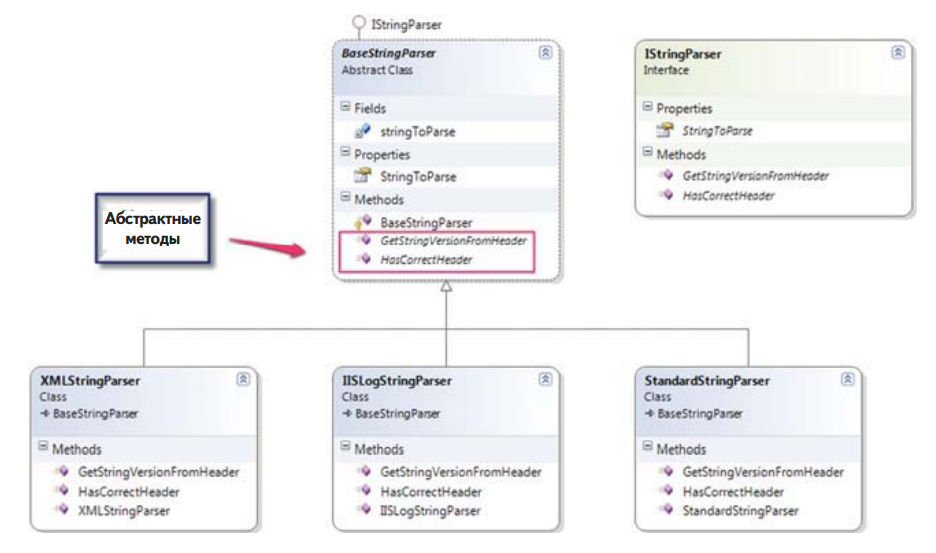 IStringParser
BaseStringParser
Abstract Class
Fields
stringToParse
Properties
StringToParse
Methods
BaseStringParser
GetStringVersionFromHeader
HasCorrectHeader
IStringParser
Interface
Properties
StringToParse
Methods
GetStringVersionFromHeader
HasCorrectHeader
Абстрактные
методы
XMLStringParser
Class
BaseStringParser
Methods
GetStringVersionFromHeader
HasCorrectHeader
XMLStringParser
IISLogStringParser
Class
BaseStringParser
Methods
GetStringVersionFromHeader
HasCorrectHeader
IISLogStringParser
StandardStringParser
Class
BaseStringParser
Methods
GetStringVersionFromHeader
HasCorrectHeader
StandardStringParser